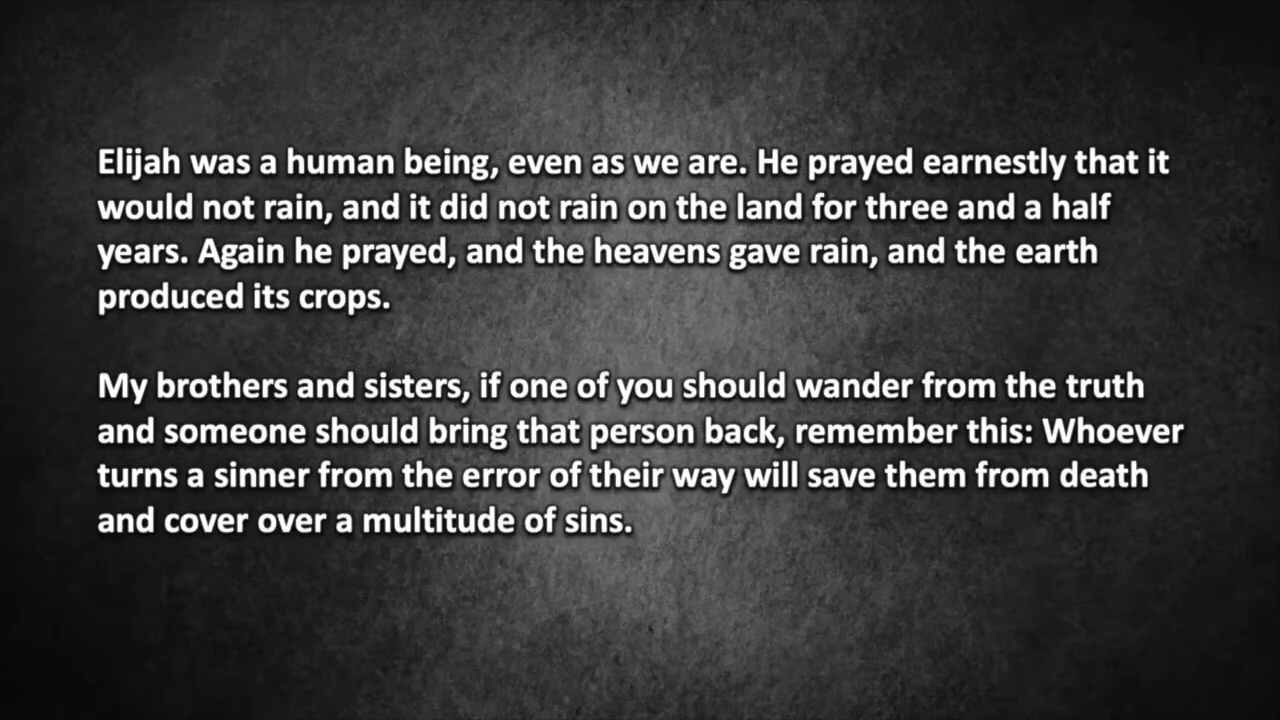 Elijah was a human being, even as we are. He prayed earnestly that it
would not rain, and it did not rain on the land for three and a half
years. Again he prayed, and the heavens gave rain, and the earth
produced its crops.
My brothers and sisters, if one of you should wander from the truth
and someone should bring that person back, remember this: Whoever
turns a sinner from the error of their way will save them from death
and cover over a multitude of sins.